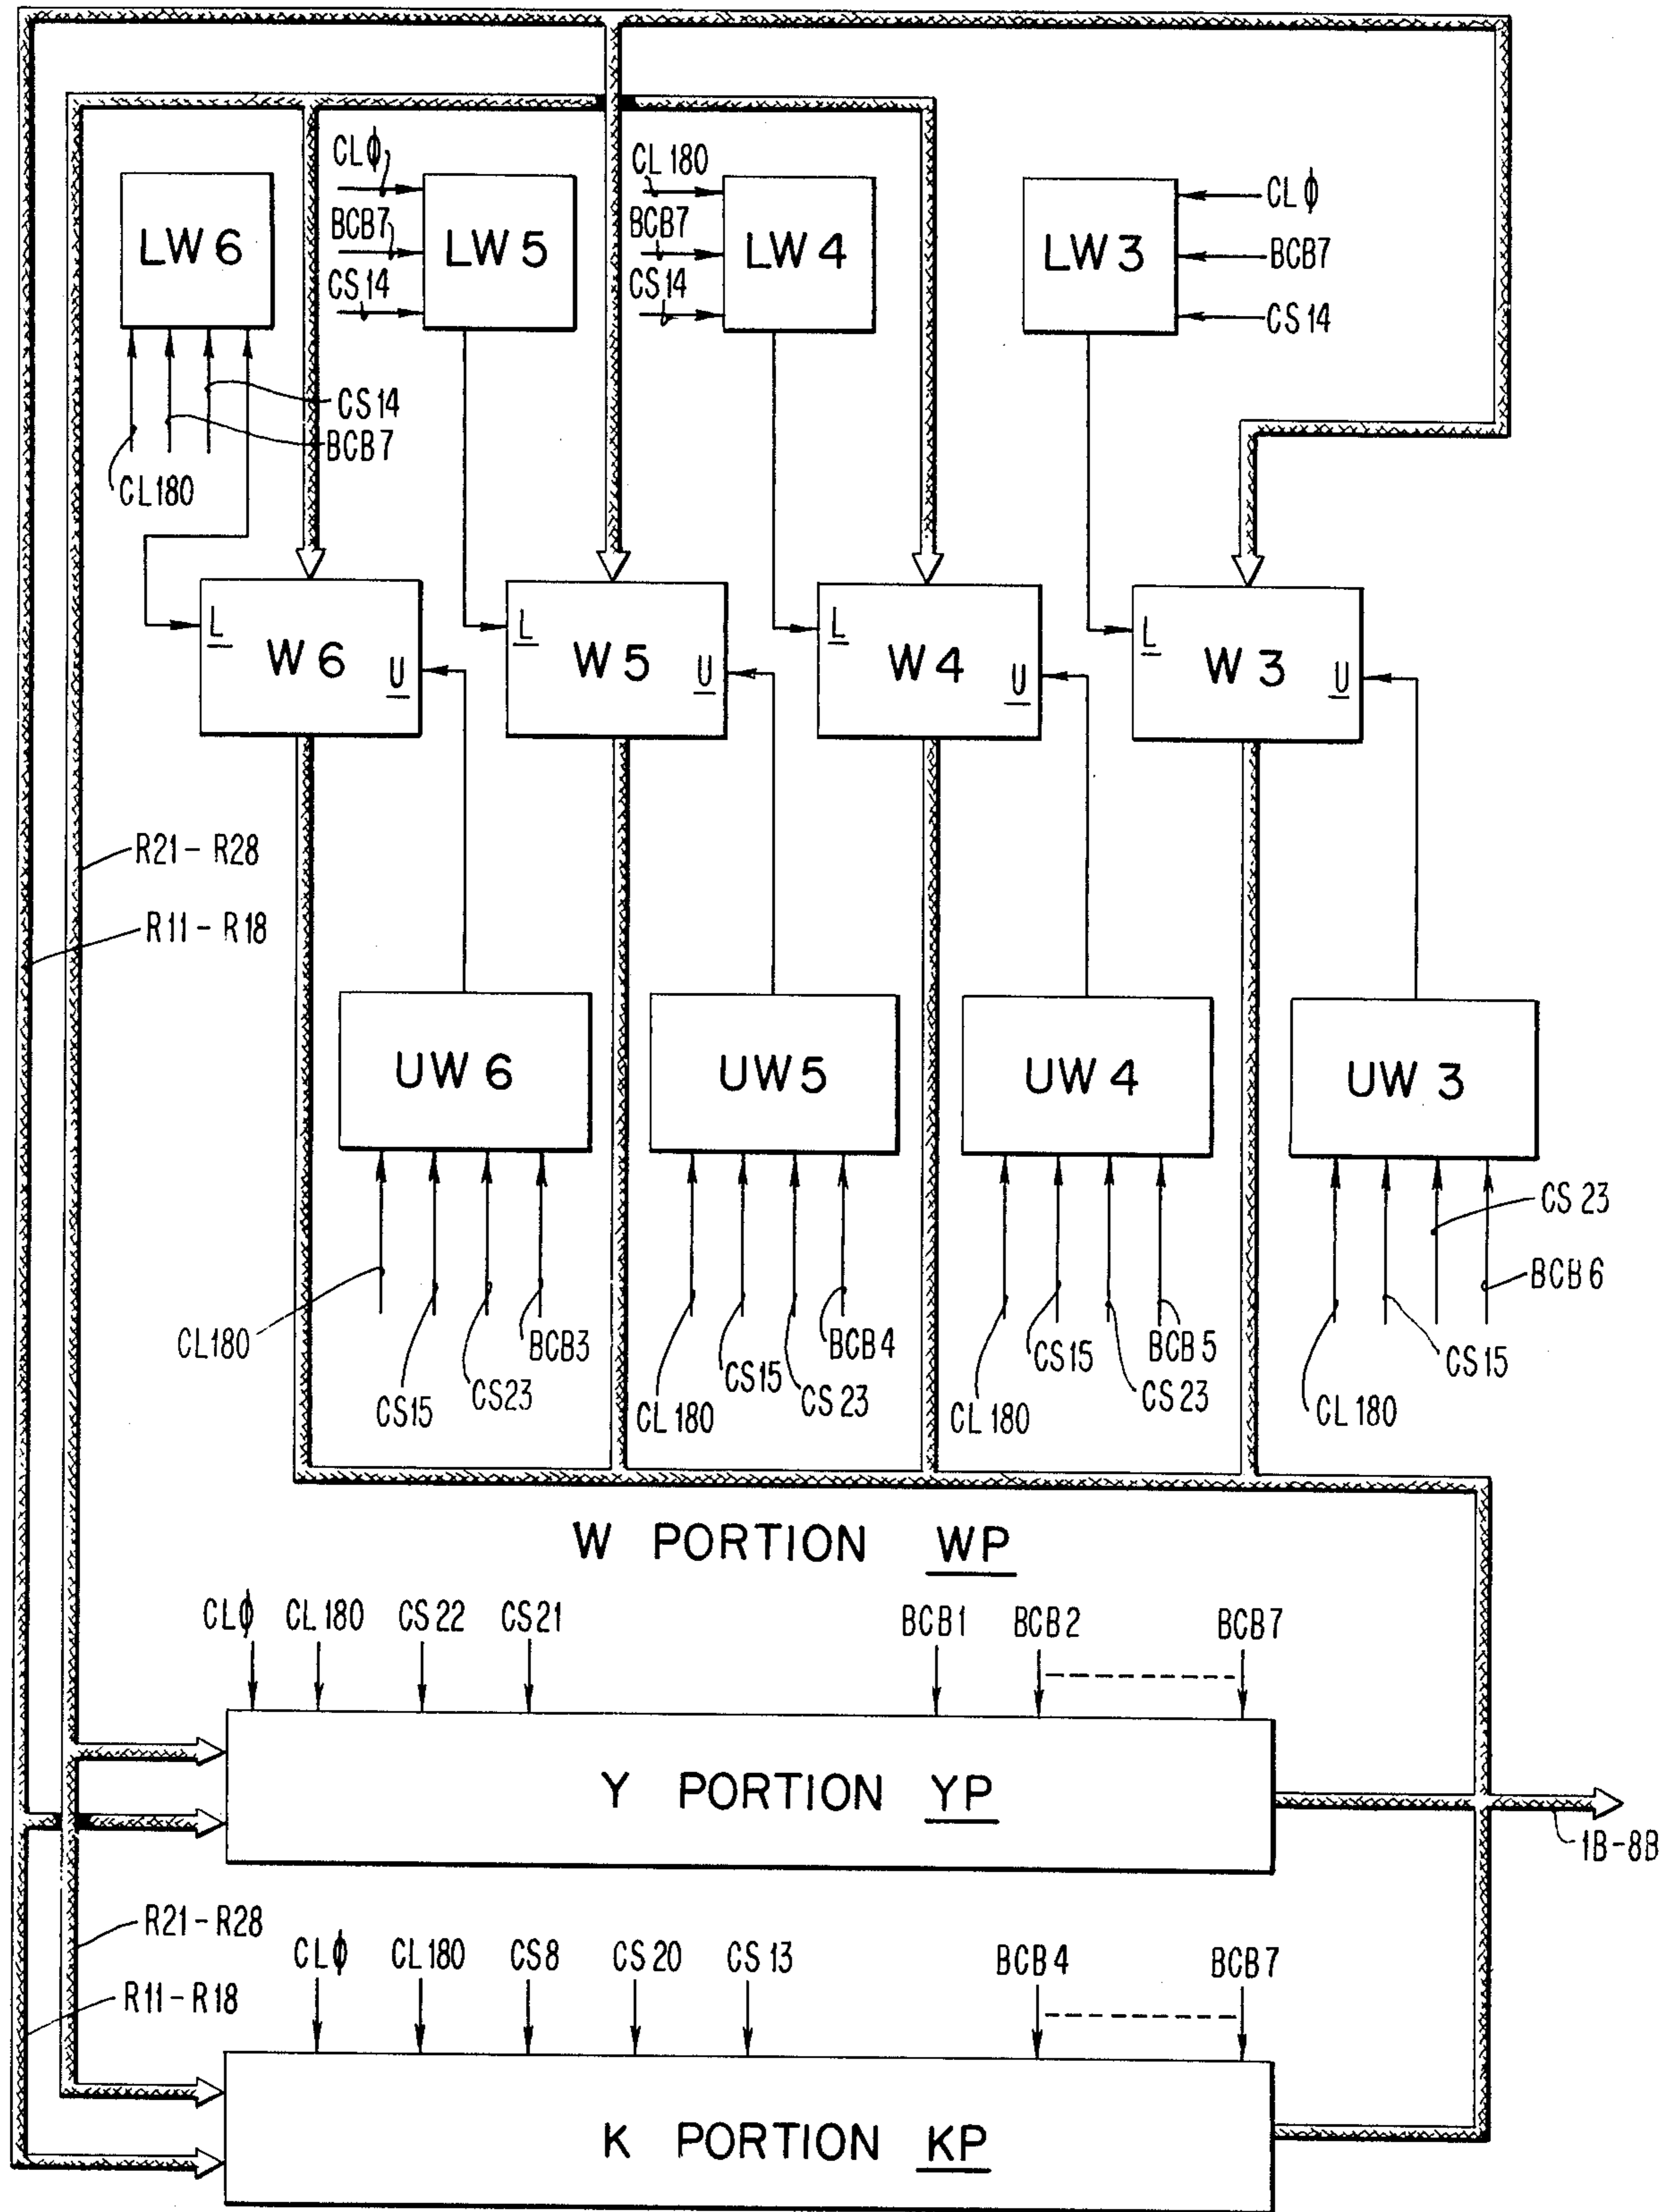 CLϕ
BCB7
CS14
CL180
BCB7
CS14
CLϕ
BCB7
CS14
LW6
LW5
LW4
LW3
CS14
BCB7
CL180
L
W6
U
L
W5
U
L
W4
U
L
W3
U
R21-R28
R11-R18
UW6
UW5
UW4
UW3
CL180
CS15
CS23
BCB3
CL180
CS15
CS23
BCB4
CL180
CS15
CS23
BCB5
CL180
CS15
CS23
BCB6
W PORTION WP
CLϕ CL180 CS22 CS21 BCB1 BCB2 BCB7
Y PORTION YP
1B-8B
R21-R28
R11-R18
CLϕ CL180 CS8 CS20 CS13 BCB4 BCB7
K PORTION KP